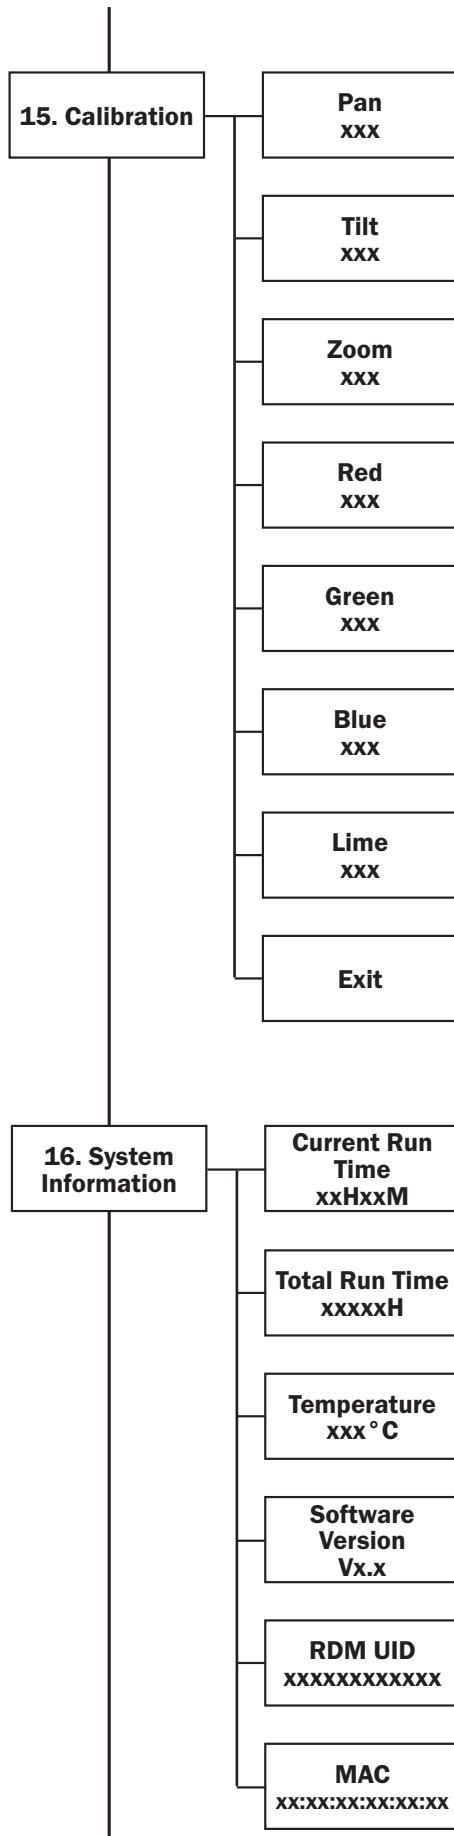 15. Calibration
Pan
xxx
Tilt
xxx
Zoom
xxx
Red
xxx
Green
xxx
Blue
xxx
Lime
xxx
Exit
16. System
Information
Current Run
Time
xxHxxM
Total Run Time
xxxxxH
Temperature
xxx°C
Software
Version
Vx.x
RDM UID
xxxxxxxxxxxx
MAC
xx:xx:xx:xx:xx:xx